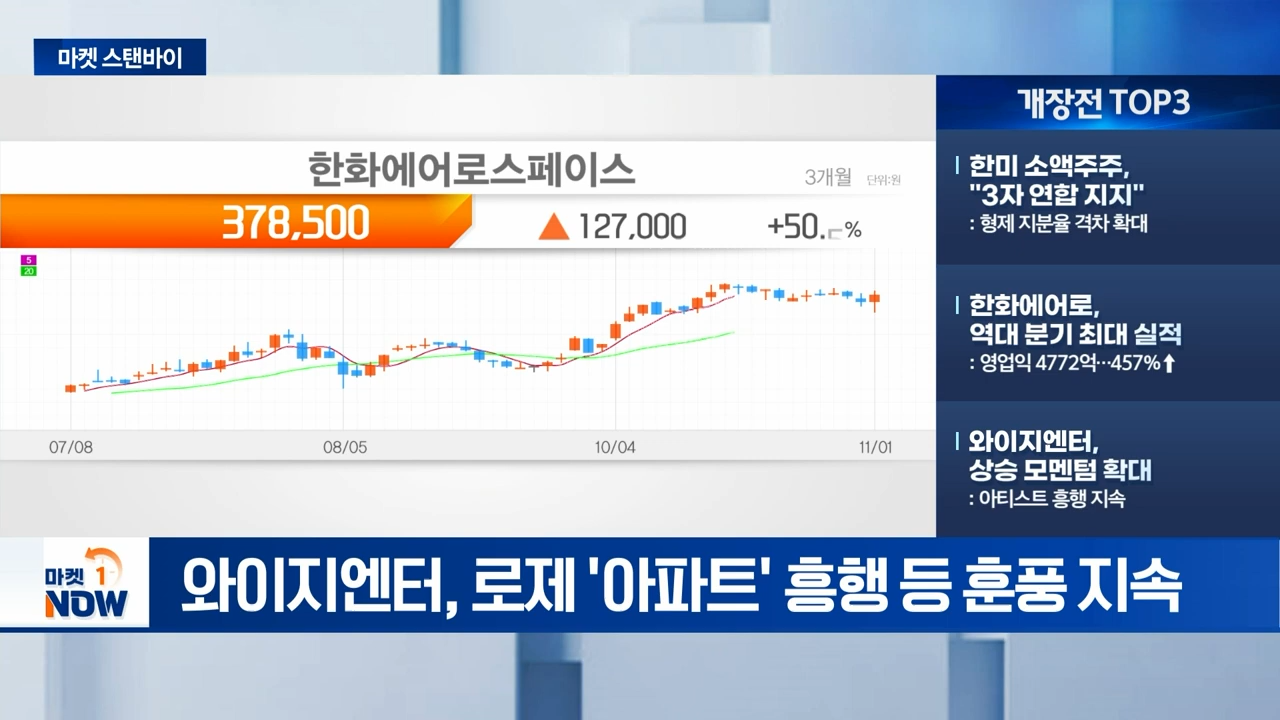 마켓 스탠바이
한화에어로스페이스
3개월 단위:원
378,500 ▲ 127,000 +50. %
5
20
07/08 08/05 10/04 11/01
개장전 TOP3
한미 소액주주,
"3자 연합 지지"
: 형제 지분율 격차 확대
한화에어로,
역대 분기 최대 실적
: 영업익 4772억…457%⬆
와이지엔터,
상승 모멘텀 확대
: 아티스트 흥행 지속
마켓 1
NOW
와이지엔터, 로제 '아파트' 흥행 등 훈풍 지속